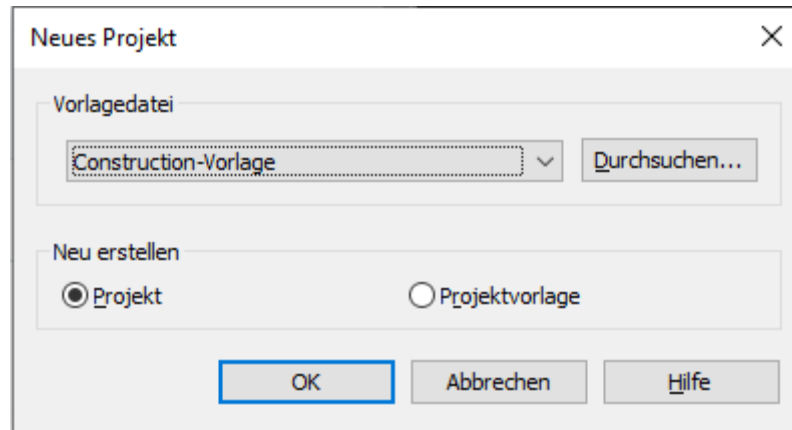 Neues Projekt
Vorlagedatei
Construction-Vorlage
Durchsuchen...
Neu erstellen
Projekt
Projektvorlage
OK
Abbrechen
Hilfe